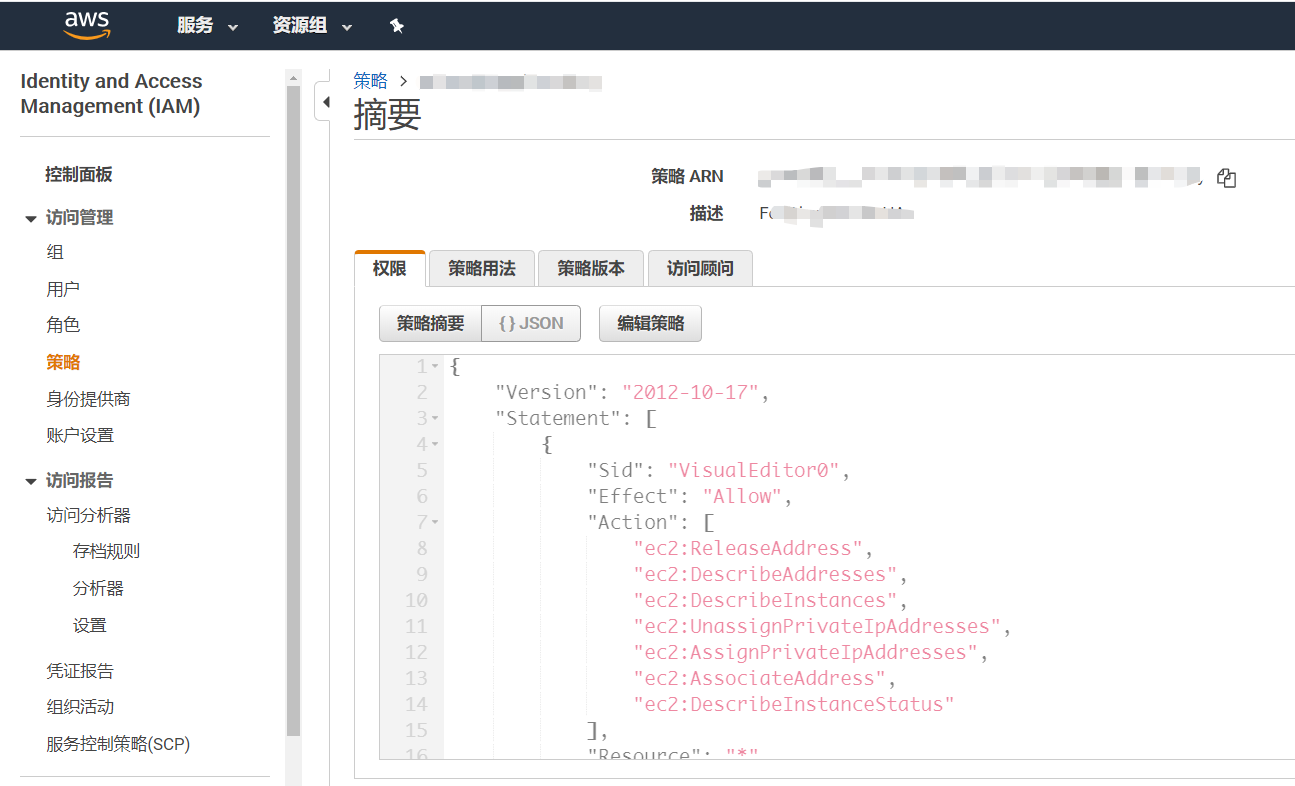 aws 服务 资源组
Identity and Access
Management (IAM)
控制面板
访问管理
组
用户
角色
策略
身份提供商
账户设置
访问报告
访问分析器
存档规则
分析器
设置
凭证报告
组织活动
服务控制策略(SCP)
策略 >
摘要
策略 ARN
描述
权限 策略用法 策略版本 访问顾问
策略摘要 { } JSON 编辑策略
1 {
2 "Version": "2012-10-17",
3 "Statement": [
4 {
5 "Sid": "VisualEditor0",
6 "Effect": "Allow",
7 "Action": [
8 "ec2:ReleaseAddress",
9 "ec2:DescribeAddresses",
10 "ec2:DescribeInstances",
11 "ec2:UnassignPrivateIpAddresses",
12 "ec2:AssignPrivateIpAddresses",
13 "ec2:AssociateAddress",
14 "ec2:DescribeInstanceStatus"
15 ],
16 "Resource": "*"